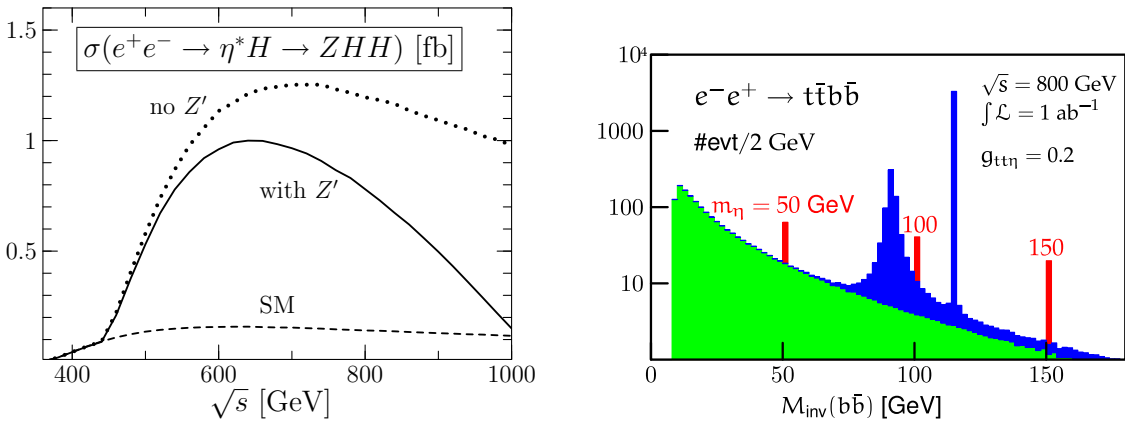 1.5
1
0.5
σ(e⁺e⁻ → η*H → ZHH) [fb]
no Z′
with Z′
SM
400 600 800 1000
√s [GeV]
10⁴
1000
100
10
e⁻e⁺ → tt̄bb̄
#evt/2 GeV
√s = 800 GeV
∫ℒ = 1 ab⁻¹
g_ttη = 0.2
m_η = 50 GeV
100
150
0 50 100 150
M_inv(bb̄) [GeV]